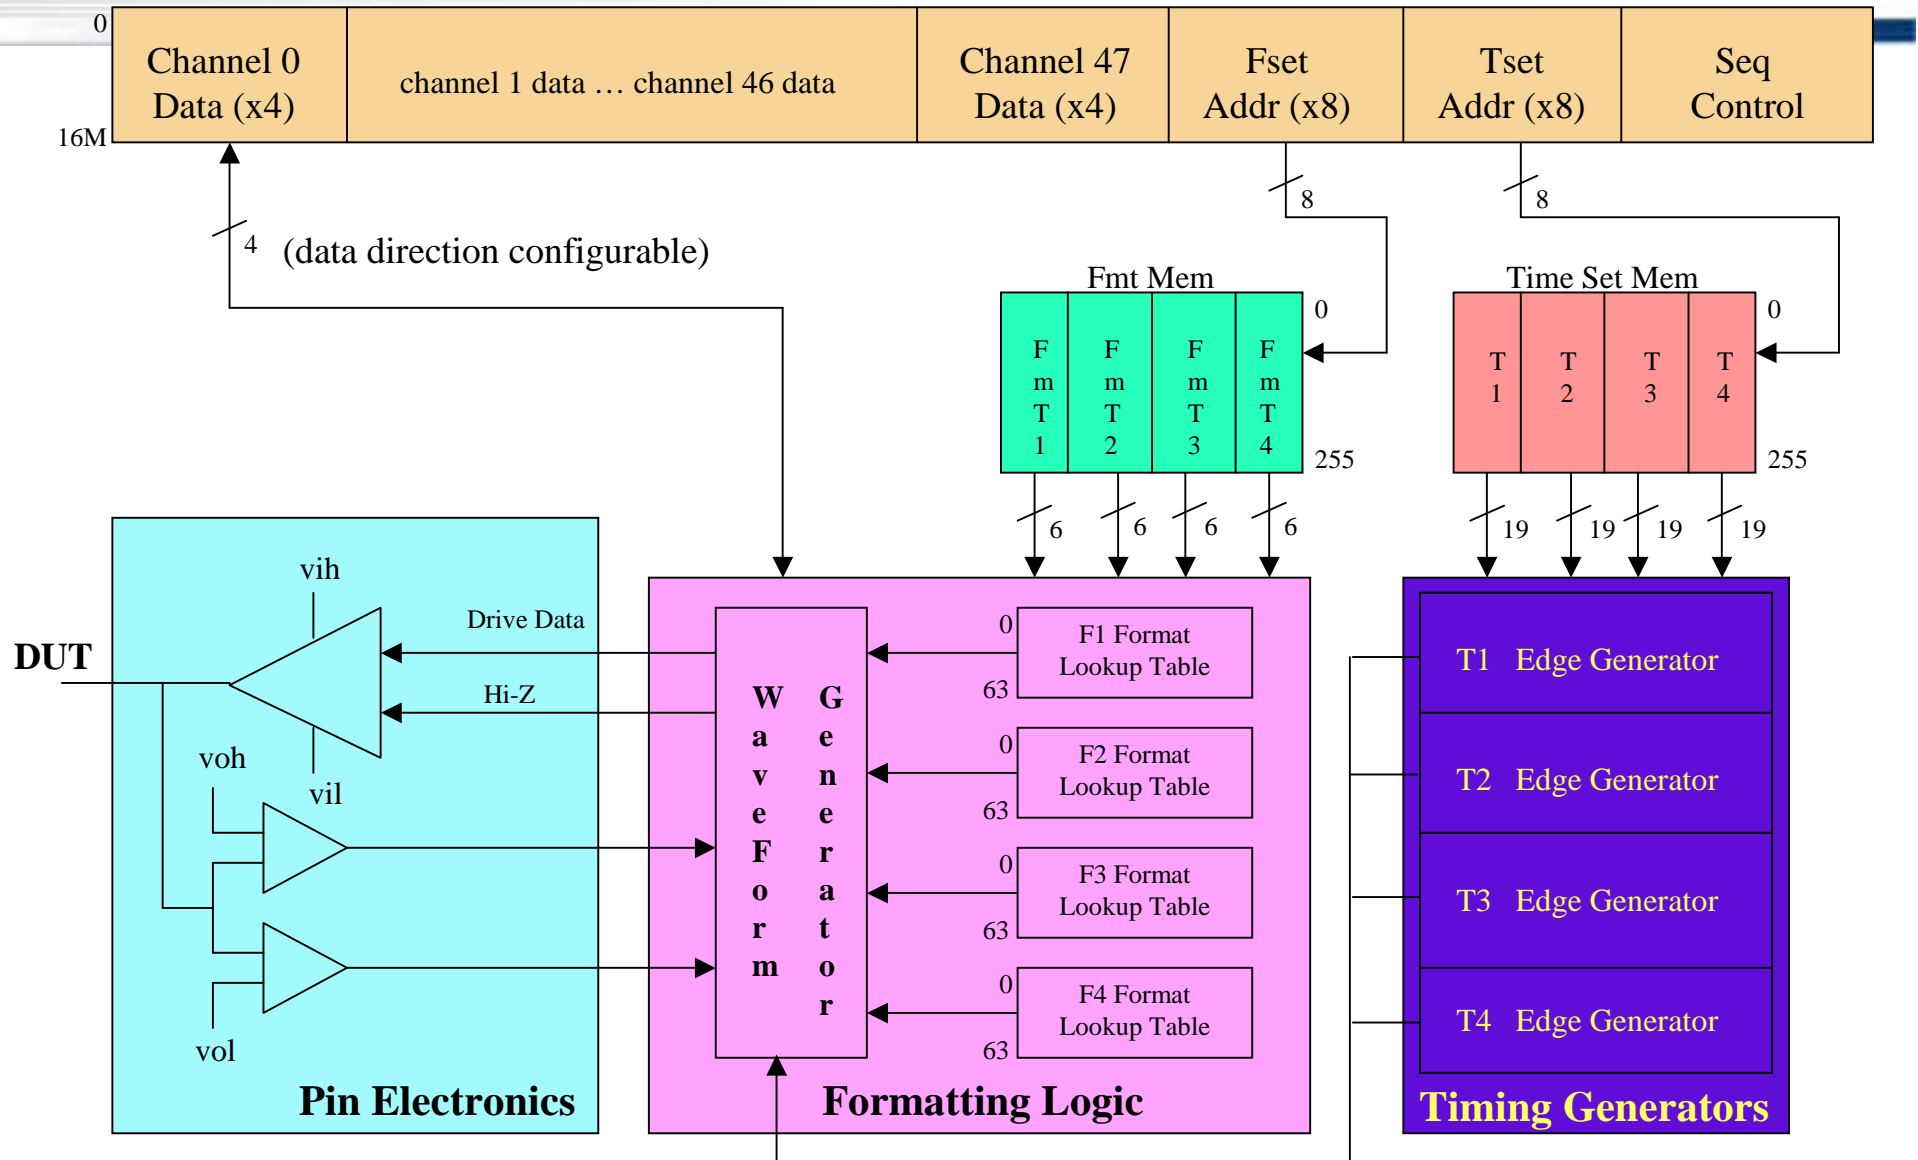 0
16M
Channel 0
Data (x4)
channel 1 data … channel 46 data
Channel 47
Data (x4)
Fset
Addr (x8)
Tset
Addr (x8)
Seq
Control
4
(data direction configurable)
8
8
Fmt Mem
0
255
F
m
T
1
F
m
T
2
F
m
T
3
F
m
T
4
6
6
6
6
Time Set Mem
0
255
T
1
T
2
T
3
T
4
19
19
19
19
DUT
vih
vil
voh
vol
Drive Data
Hi-Z
Pin Electronics
W
a
v
e
F
o
r
m
G
e
n
e
r
a
t
o
r
0
F1 Format
Lookup Table
63
0
F2 Format
Lookup Table
63
0
F3 Format
Lookup Table
63
0
F4 Format
Lookup Table
63
Formatting Logic
T1 Edge Generator
T2 Edge Generator
T3 Edge Generator
T4 Edge Generator
Timing Generators